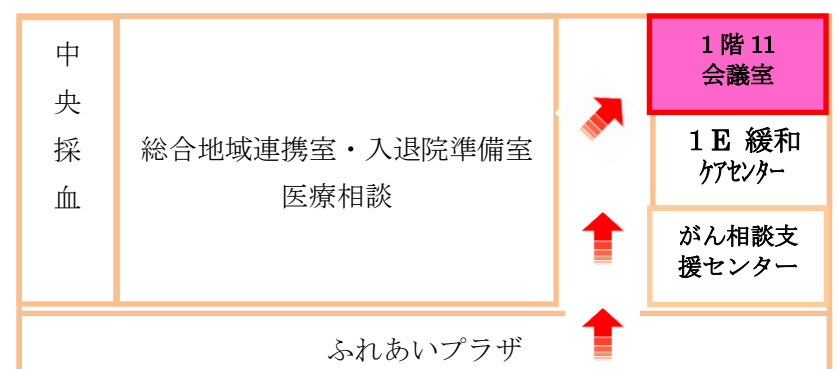 中央採血
総合地域連携室・入退院準備室
医療相談
1階11
会議室
1E 緩和
ケアセンター
がん相談支
援センター
ふれあいプラザ